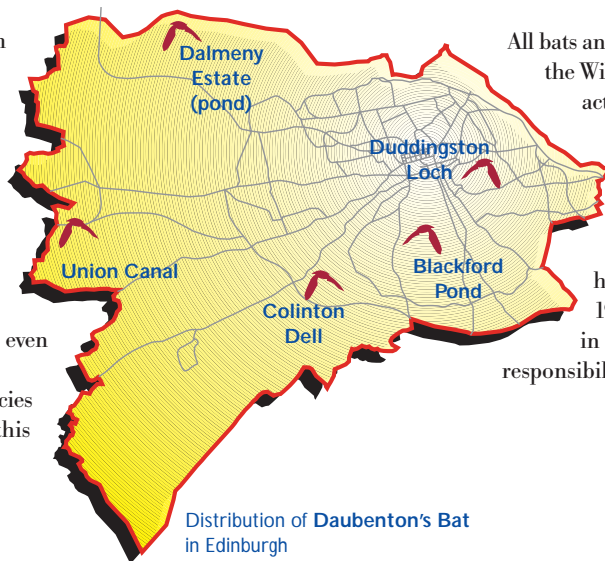 n
even
cies
this
Dalmeny
Estate
(pond)
Duddingston
Loch
Union Canal
Blackford
Pond
Colinton
Dell
Distribution of Daubenton's Bat
in Edinburgh
All bats an
the Wi
act
h
l
in
responsibil